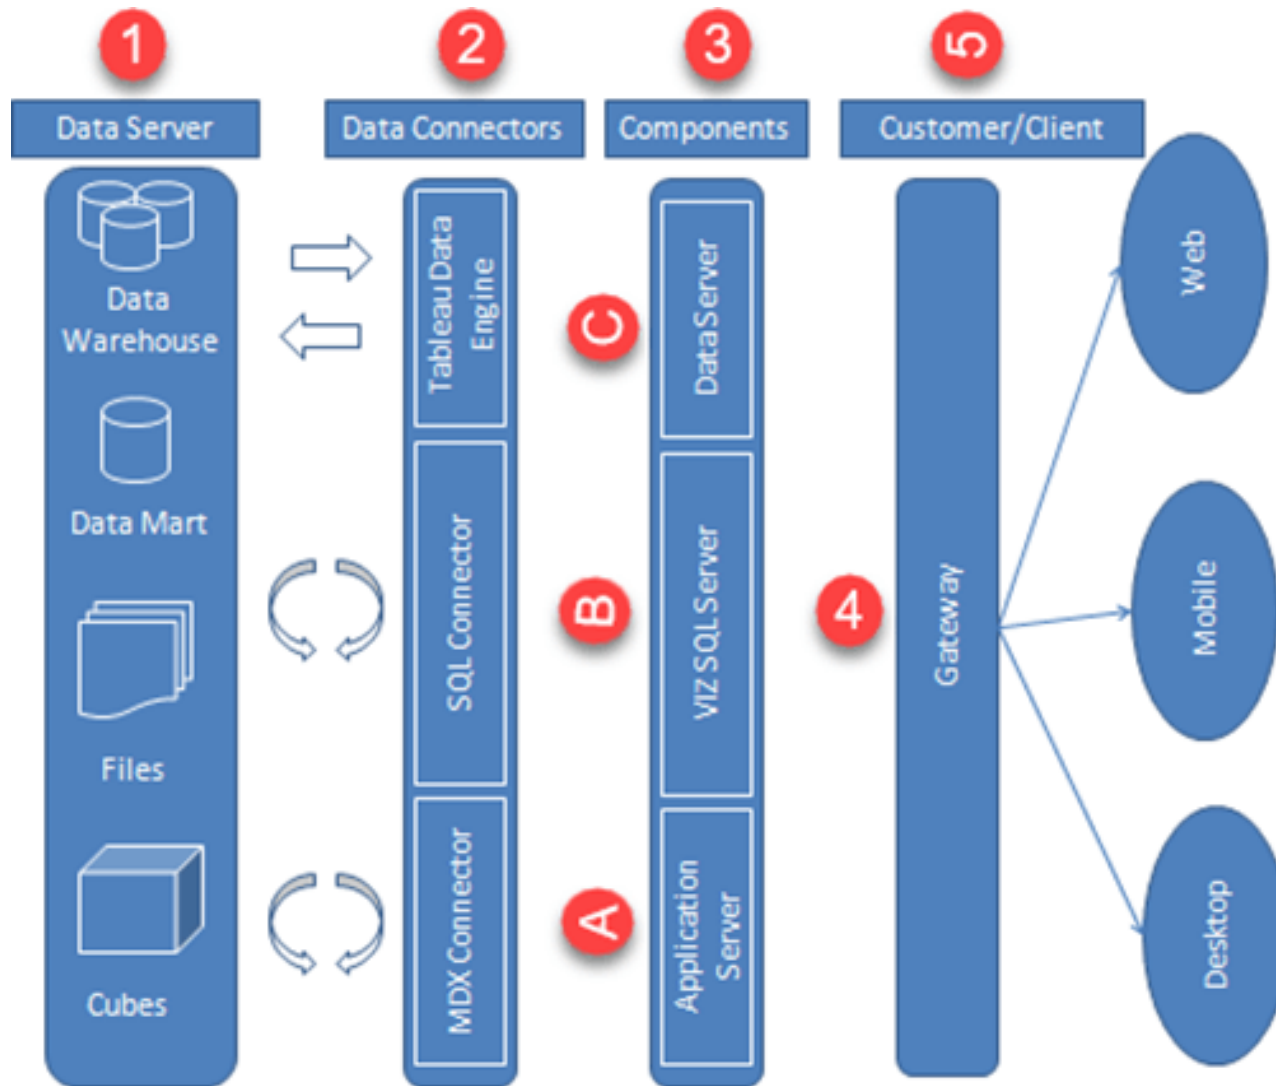 1
2
3
5
Data Server
Data Connectors
Components
Customer/Client
Data
Warehouse
Data Mart
Files
Cubes
Tableau Data
Engine
SQL Connector
MDX Connector
C
B
A
Data Server
VIZ SQL Server
Application
Server
4
Gateway
Web
Mobile
Desktop